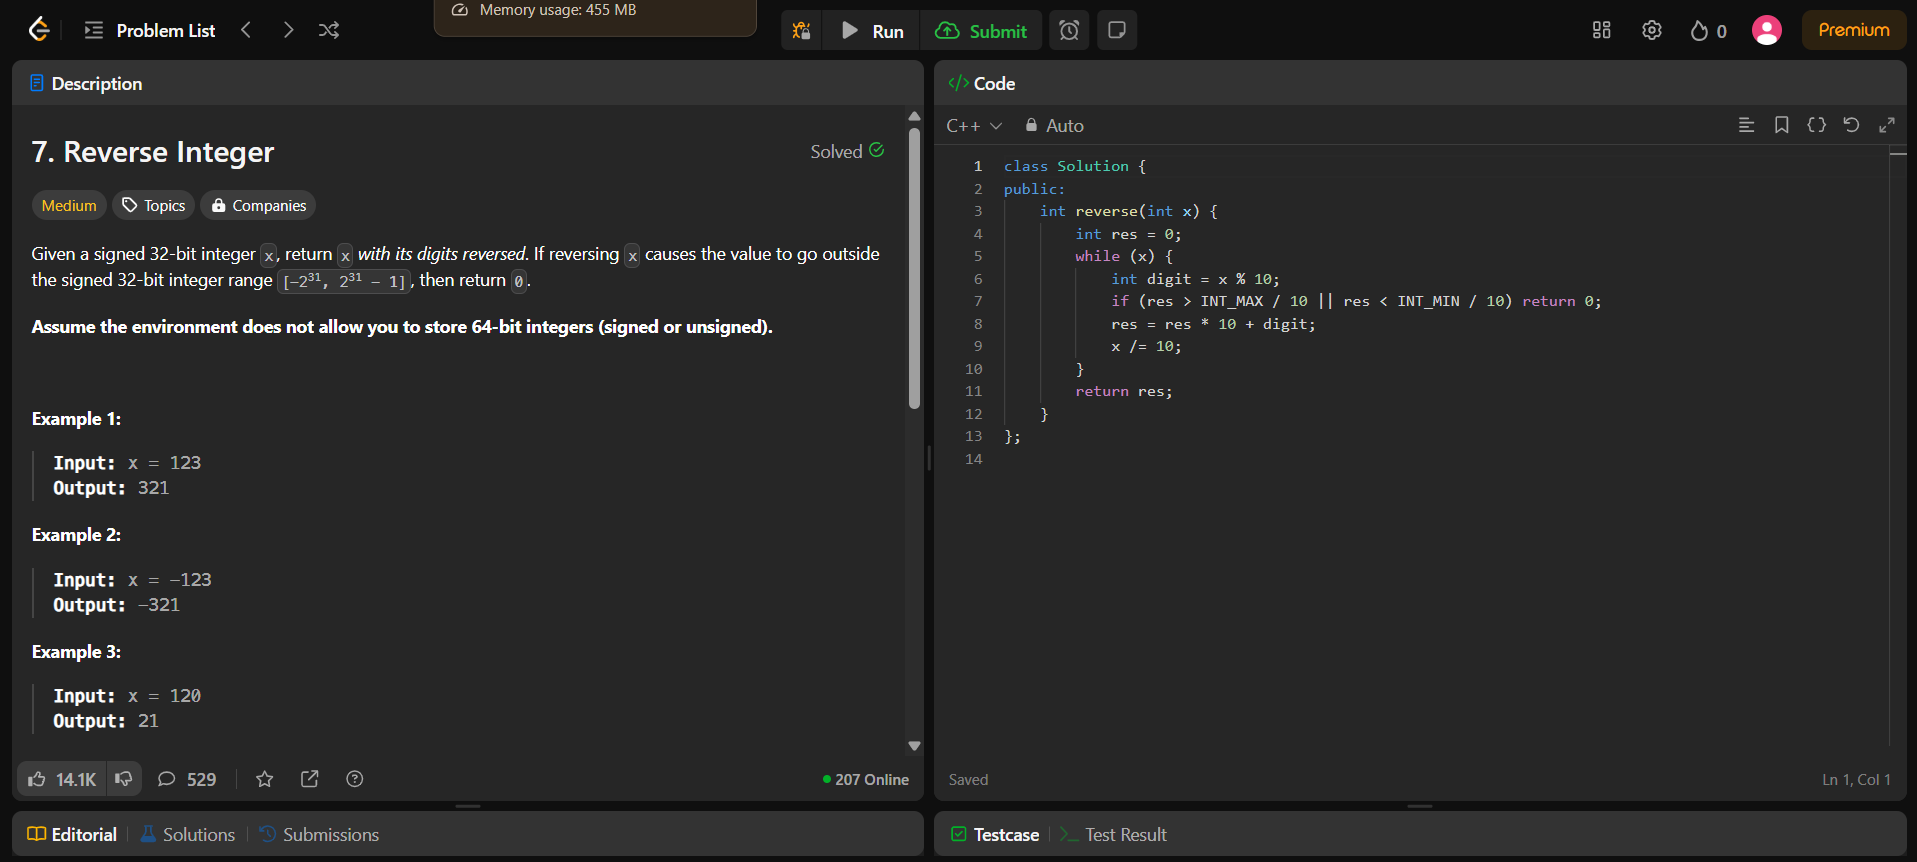 Memory usage: 455 MB
Problem List
Run
Submit
0
Premium
Description
7. Reverse Integer
Solved
Medium
Topics
Companies
Given a signed 32-bit integer x, return x with its digits reversed. If reversing x causes the value to go outside
the signed 32-bit integer range [−2³¹, 2³¹ − 1], then return 0.
Assume the environment does not allow you to store 64-bit integers (signed or unsigned).
Example 1:
Input: x = 123
Output: 321
Example 2:
Input: x = −123
Output: −321
Example 3:
Input: x = 120
Output: 21
14.1K
529
207 Online
Editorial
Solutions
Submissions
</> Code
C++
Auto
1 class Solution {
2 public:
3     int reverse(int x) {
4         int res = 0;
5         while (x) {
6             int digit = x % 10;
7             if (res > INT_MAX / 10 || res < INT_MIN / 10) return 0;
8             res = res * 10 + digit;
9             x /= 10;
10         }
11         return res;
12     }
13 };
14
Saved
Ln 1, Col 1
Testcase
Test Result